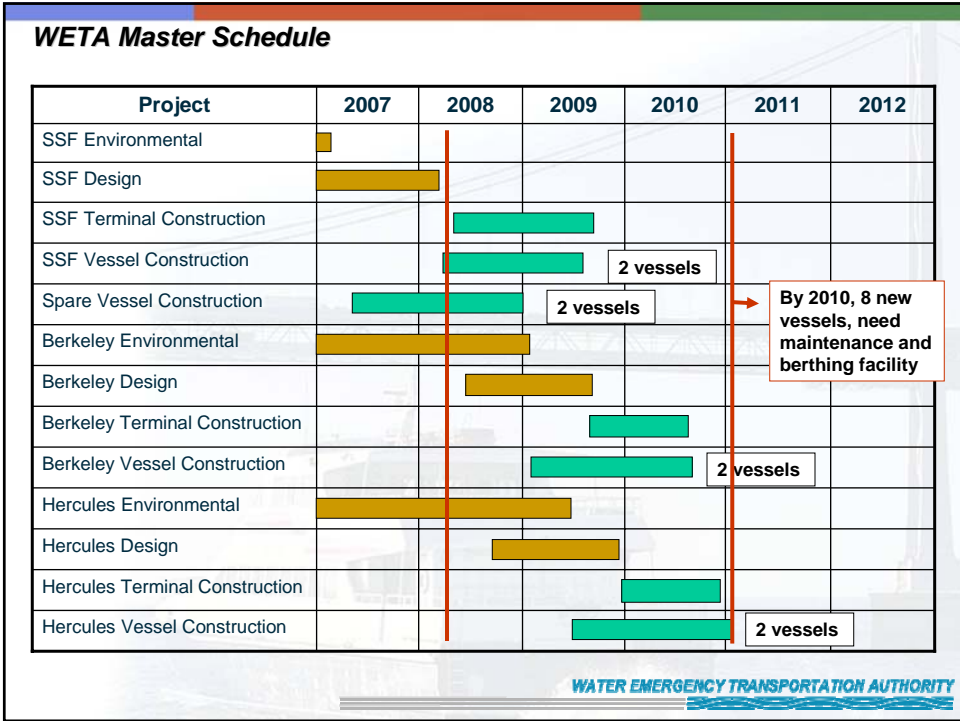 WETA Master Schedule
Project 2007 2008 2009 2010 2011 2012
SSF Environmental
SSF Design
SSF Terminal Construction
SSF Vessel Construction
2 vessels
Spare Vessel Construction
2 vessels
By 2010, 8 new
vessels, need
maintenance and
berthing facility
Berkeley Environmental
Berkeley Design
Berkeley Terminal Construction
Berkeley Vessel Construction
2 vessels
Hercules Environmental
Hercules Design
Hercules Terminal Construction
Hercules Vessel Construction
2 vessels
WATER EMERGENCY TRANSPORTATION AUTHORITY